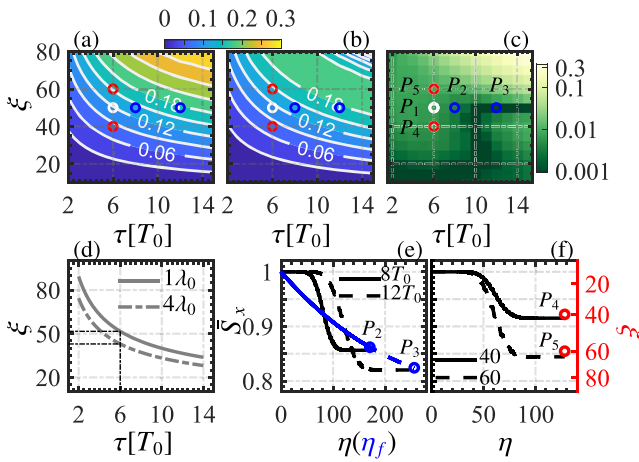 0 0.1 0.2 0.3
(a) (b) (c)
80 60 40 20
ξ
0.18 0.12 0.06
0.18 0.12 0.06
P5 P2 P3
P1
P4
0.3 0.1 0.01 0.001
2 6 10 14
2 6 10 14
2 6 10 14
τ[T0] τ[T0] τ[T0]
(d) (e) (f)
90 50 10
ξ
1λ0
4λ0
2 6 10 14
τ[T0]
1 0.9 0.8
S̄x
8T0
12T0
P2
P3
0 100 200
η(ηf)
P4
P5
40
60
0 50 100
η
20 40 60 80
ξ